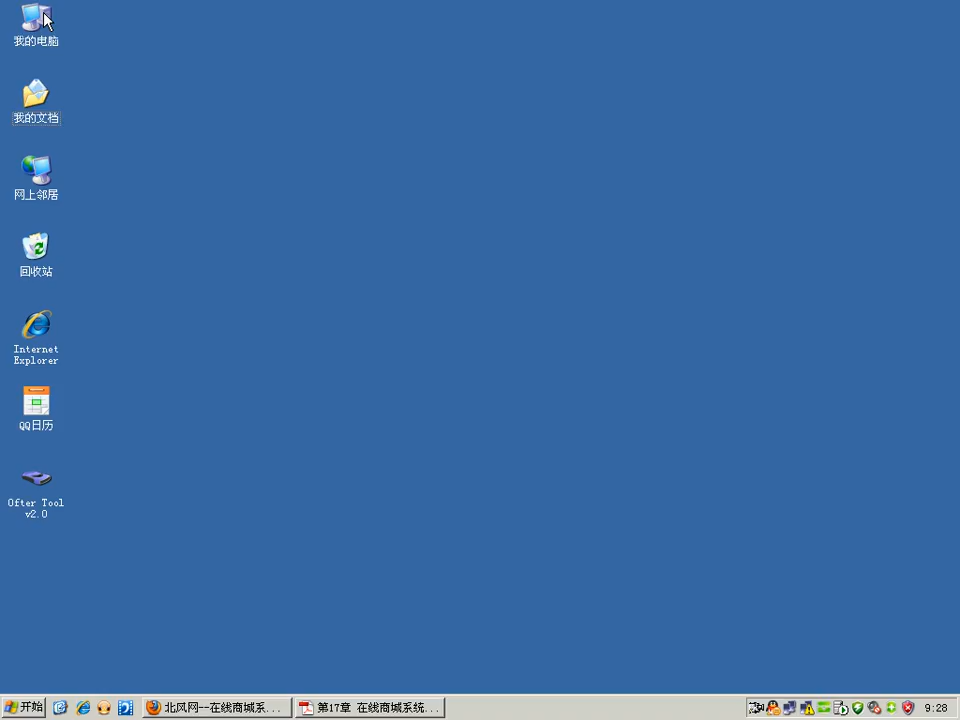 我的电脑
我的文档
网上邻居
回收站
Internet
Explorer
QQ日历
Ofter Tool
v2.0
开始
北风网--在线商城系...
第17章 在线商城系统...
9:28